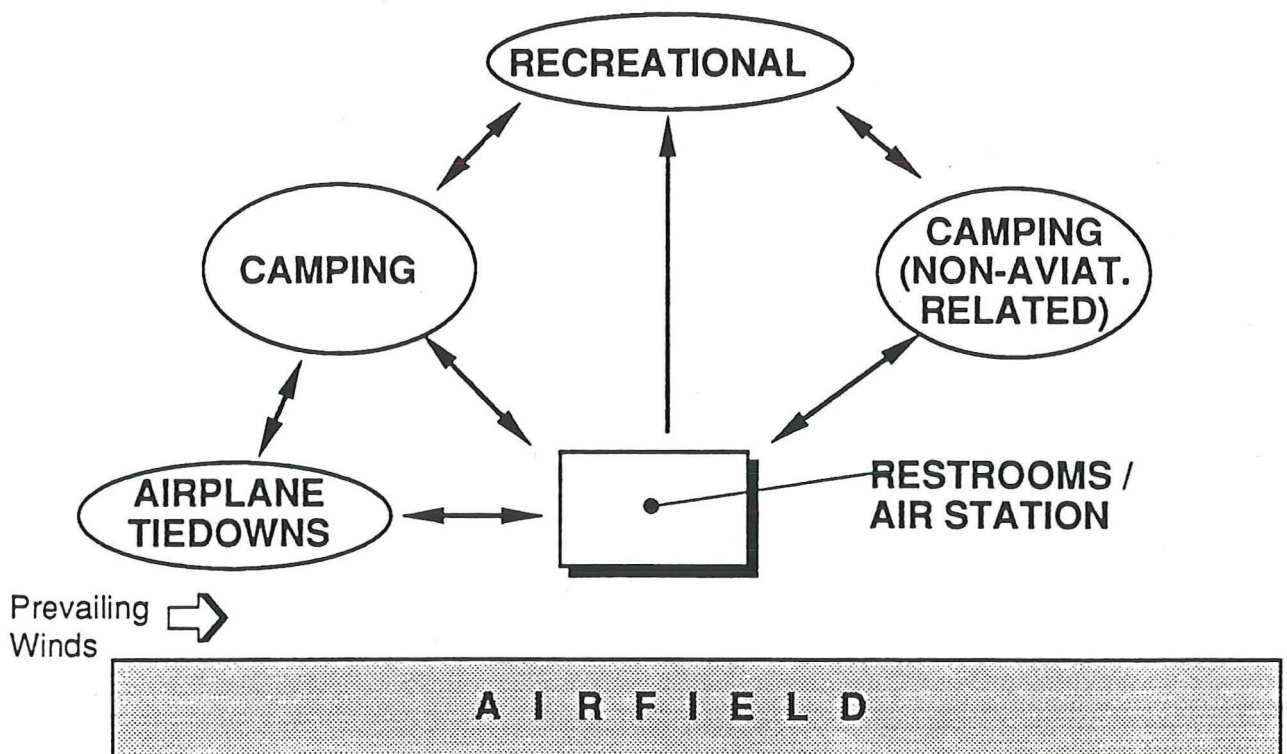 RECREATIONAL
CAMPING
CAMPING
(NON-AVIAT.
RELATED)
AIRPLANE
TIEDOWNS
RESTROOMS /
AIR STATION
Prevailing
Winds
A I R F I E L D